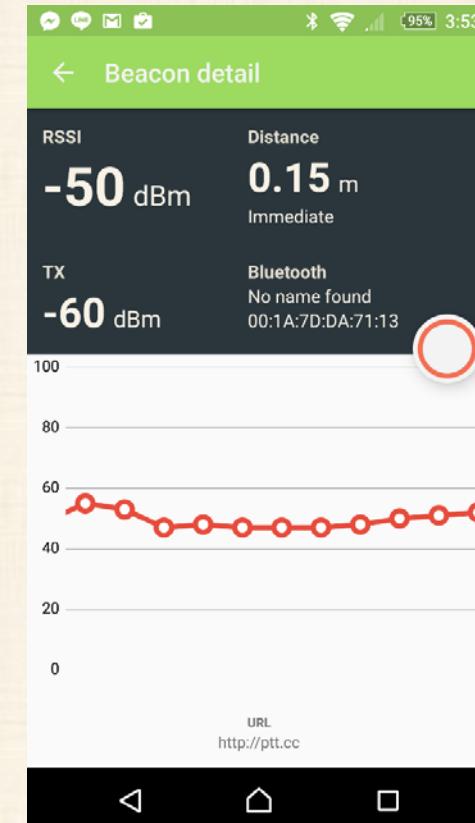 LINE
95% 3:53
Beacon detail
RSSI
-50 dBm
Distance
0.15 m
Immediate
TX
-60 dBm
Bluetooth
No name found
00:1A:7D:DA:71:13
100
80
60
40
20
0
URL
http://ptt.cc